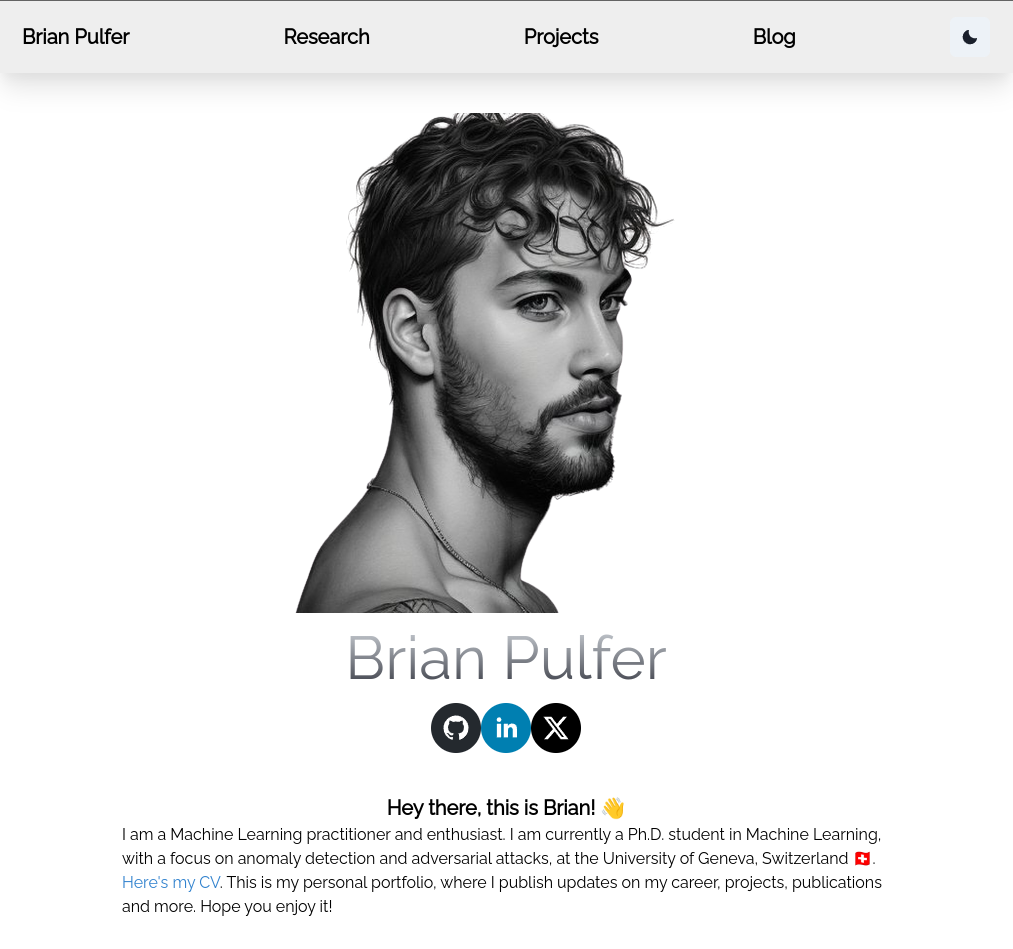 Brian Pulfer Research Projects Blog
Brian Pulfer
in X
Hey there, this is Brian! 👋
I am a Machine Learning practitioner and enthusiast. I am currently a Ph.D. student in Machine Learning,
with a focus on anomaly detection and adversarial attacks, at the University of Geneva, Switzerland 🇨🇭.
Here's my CV. This is my personal portfolio, where I publish updates on my career, projects, publications
and more. Hope you enjoy it!